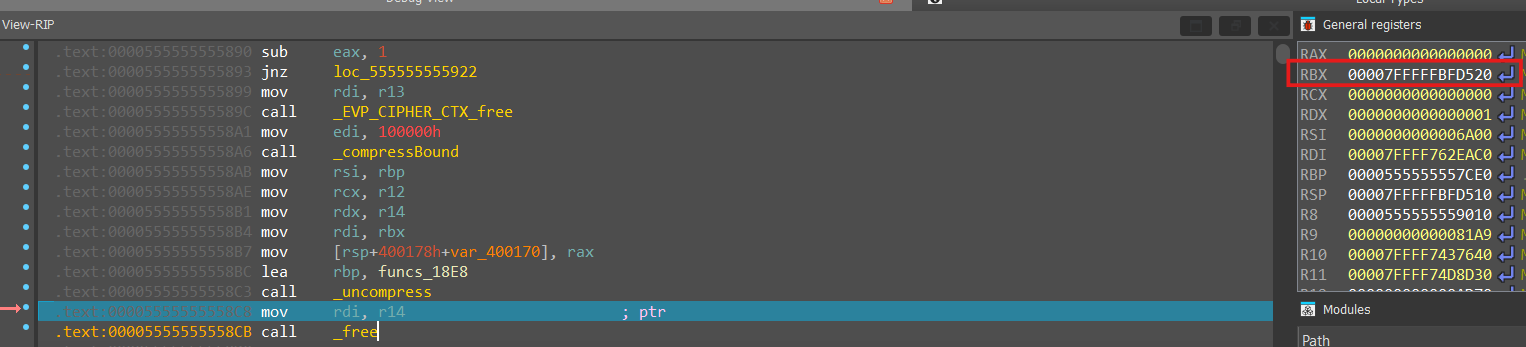 Debug View
Local Types
View-RIP
General registers
.text:0000555555555890 sub eax, 1
.text:0000555555555893 jnz loc_555555555922
.text:0000555555555899 mov rdi, r13
.text:000055555555589C call _EVP_CIPHER_CTX_free
.text:00005555555558A1 mov edi, 100000h
.text:00005555555558A6 call _compressBound
.text:00005555555558AB mov rsi, rbp
.text:00005555555558AE mov rcx, r12
.text:00005555555558B1 mov rdx, r14
.text:00005555555558B4 mov rdi, rbx
.text:00005555555558B7 mov [rsp+400178h+var_400170], rax
.text:00005555555558BC lea rbp, funcs_18E8
.text:00005555555558C3 call _uncompress
.text:00005555555558C8 mov rdi, r14 ; ptr
.text:00005555555558CB call _free
RAX 0000000000000000
RBX 00007FFFFFBFD520
RCX 0000000000000000
RDX 0000000000000001
RSI 0000000000006A00
RDI 00007FFFF762EAC0
RBP 0000555555557CE0
RSP 00007FFFFFBFD510
R8 0000555555559010
R9 00000000000081A9
R10 00007FFFF7437640
R11 00007FFFF74D8D30
Modules
Path